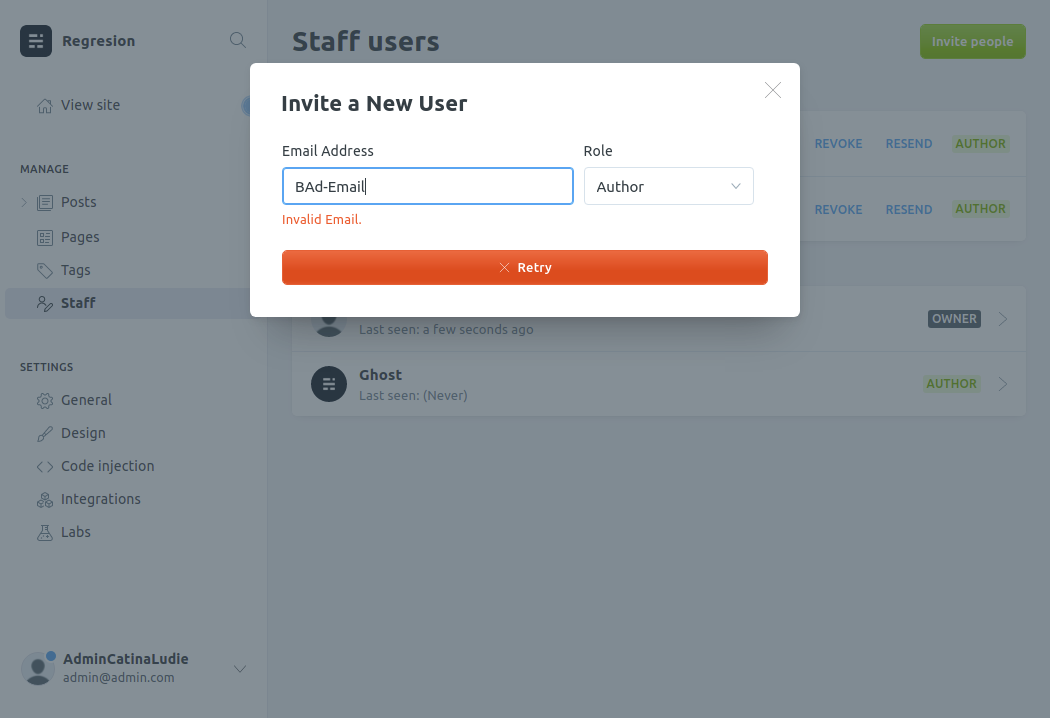 Regresion
View site
MANAGE
Posts
Pages
Tags
Staff
SETTINGS
General
Design
Code injection
Integrations
Labs
AdminCatinaLudie
admin@admin.com
Staff users
Invite people
Invite a New User
Email Address
Role
BAd-Email
Author
Invalid Email.
Retry
REVOKE RESEND AUTHOR
REVOKE RESEND AUTHOR
Last seen: a few seconds ago
OWNER
Ghost
Last seen: (Never)
AUTHOR